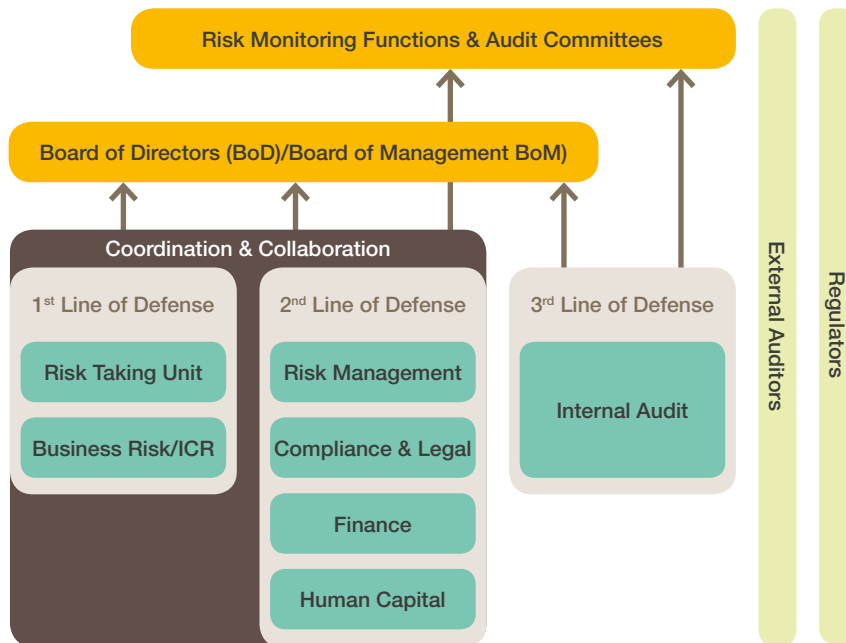 Risk Monitoring Functions & Audit Committees
Board of Directors (BoD)/Board of Management BoM)
Coordination & Collaboration
1st Line of Defense
Risk Taking Unit
Business Risk/ICR
2nd Line of Defense
Risk Management
Compliance & Legal
Finance
Human Capital
3rd Line of Defense
Internal Audit
External Auditors
Regulators